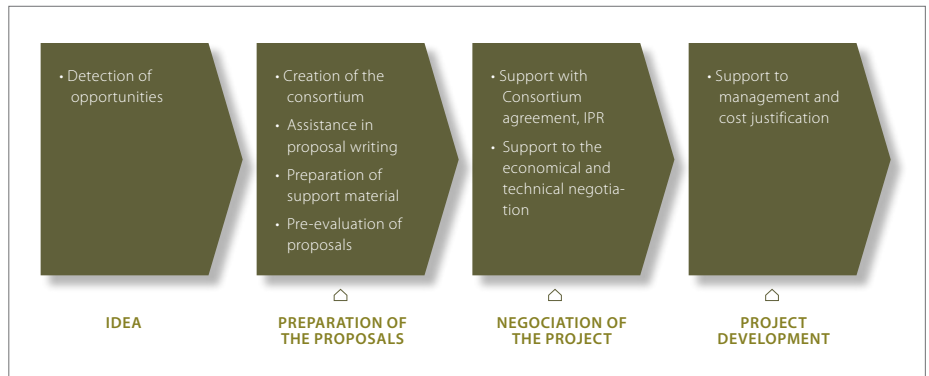 • Detection of
opportunities
• Creation of the
consortium
• Assistance in
proposal writing
• Preparation of
support material
• Pre-evaluation of
proposals
• Support with
Consortium
agreement, IPR
• Support to the
economical and
technical negotia-
tion
• Support to
management and
cost justification
IDEA
PREPARATION OF
THE PROPOSALS
NEGOCIATION OF
THE PROJECT
PROJECT
DEVELOPMENT